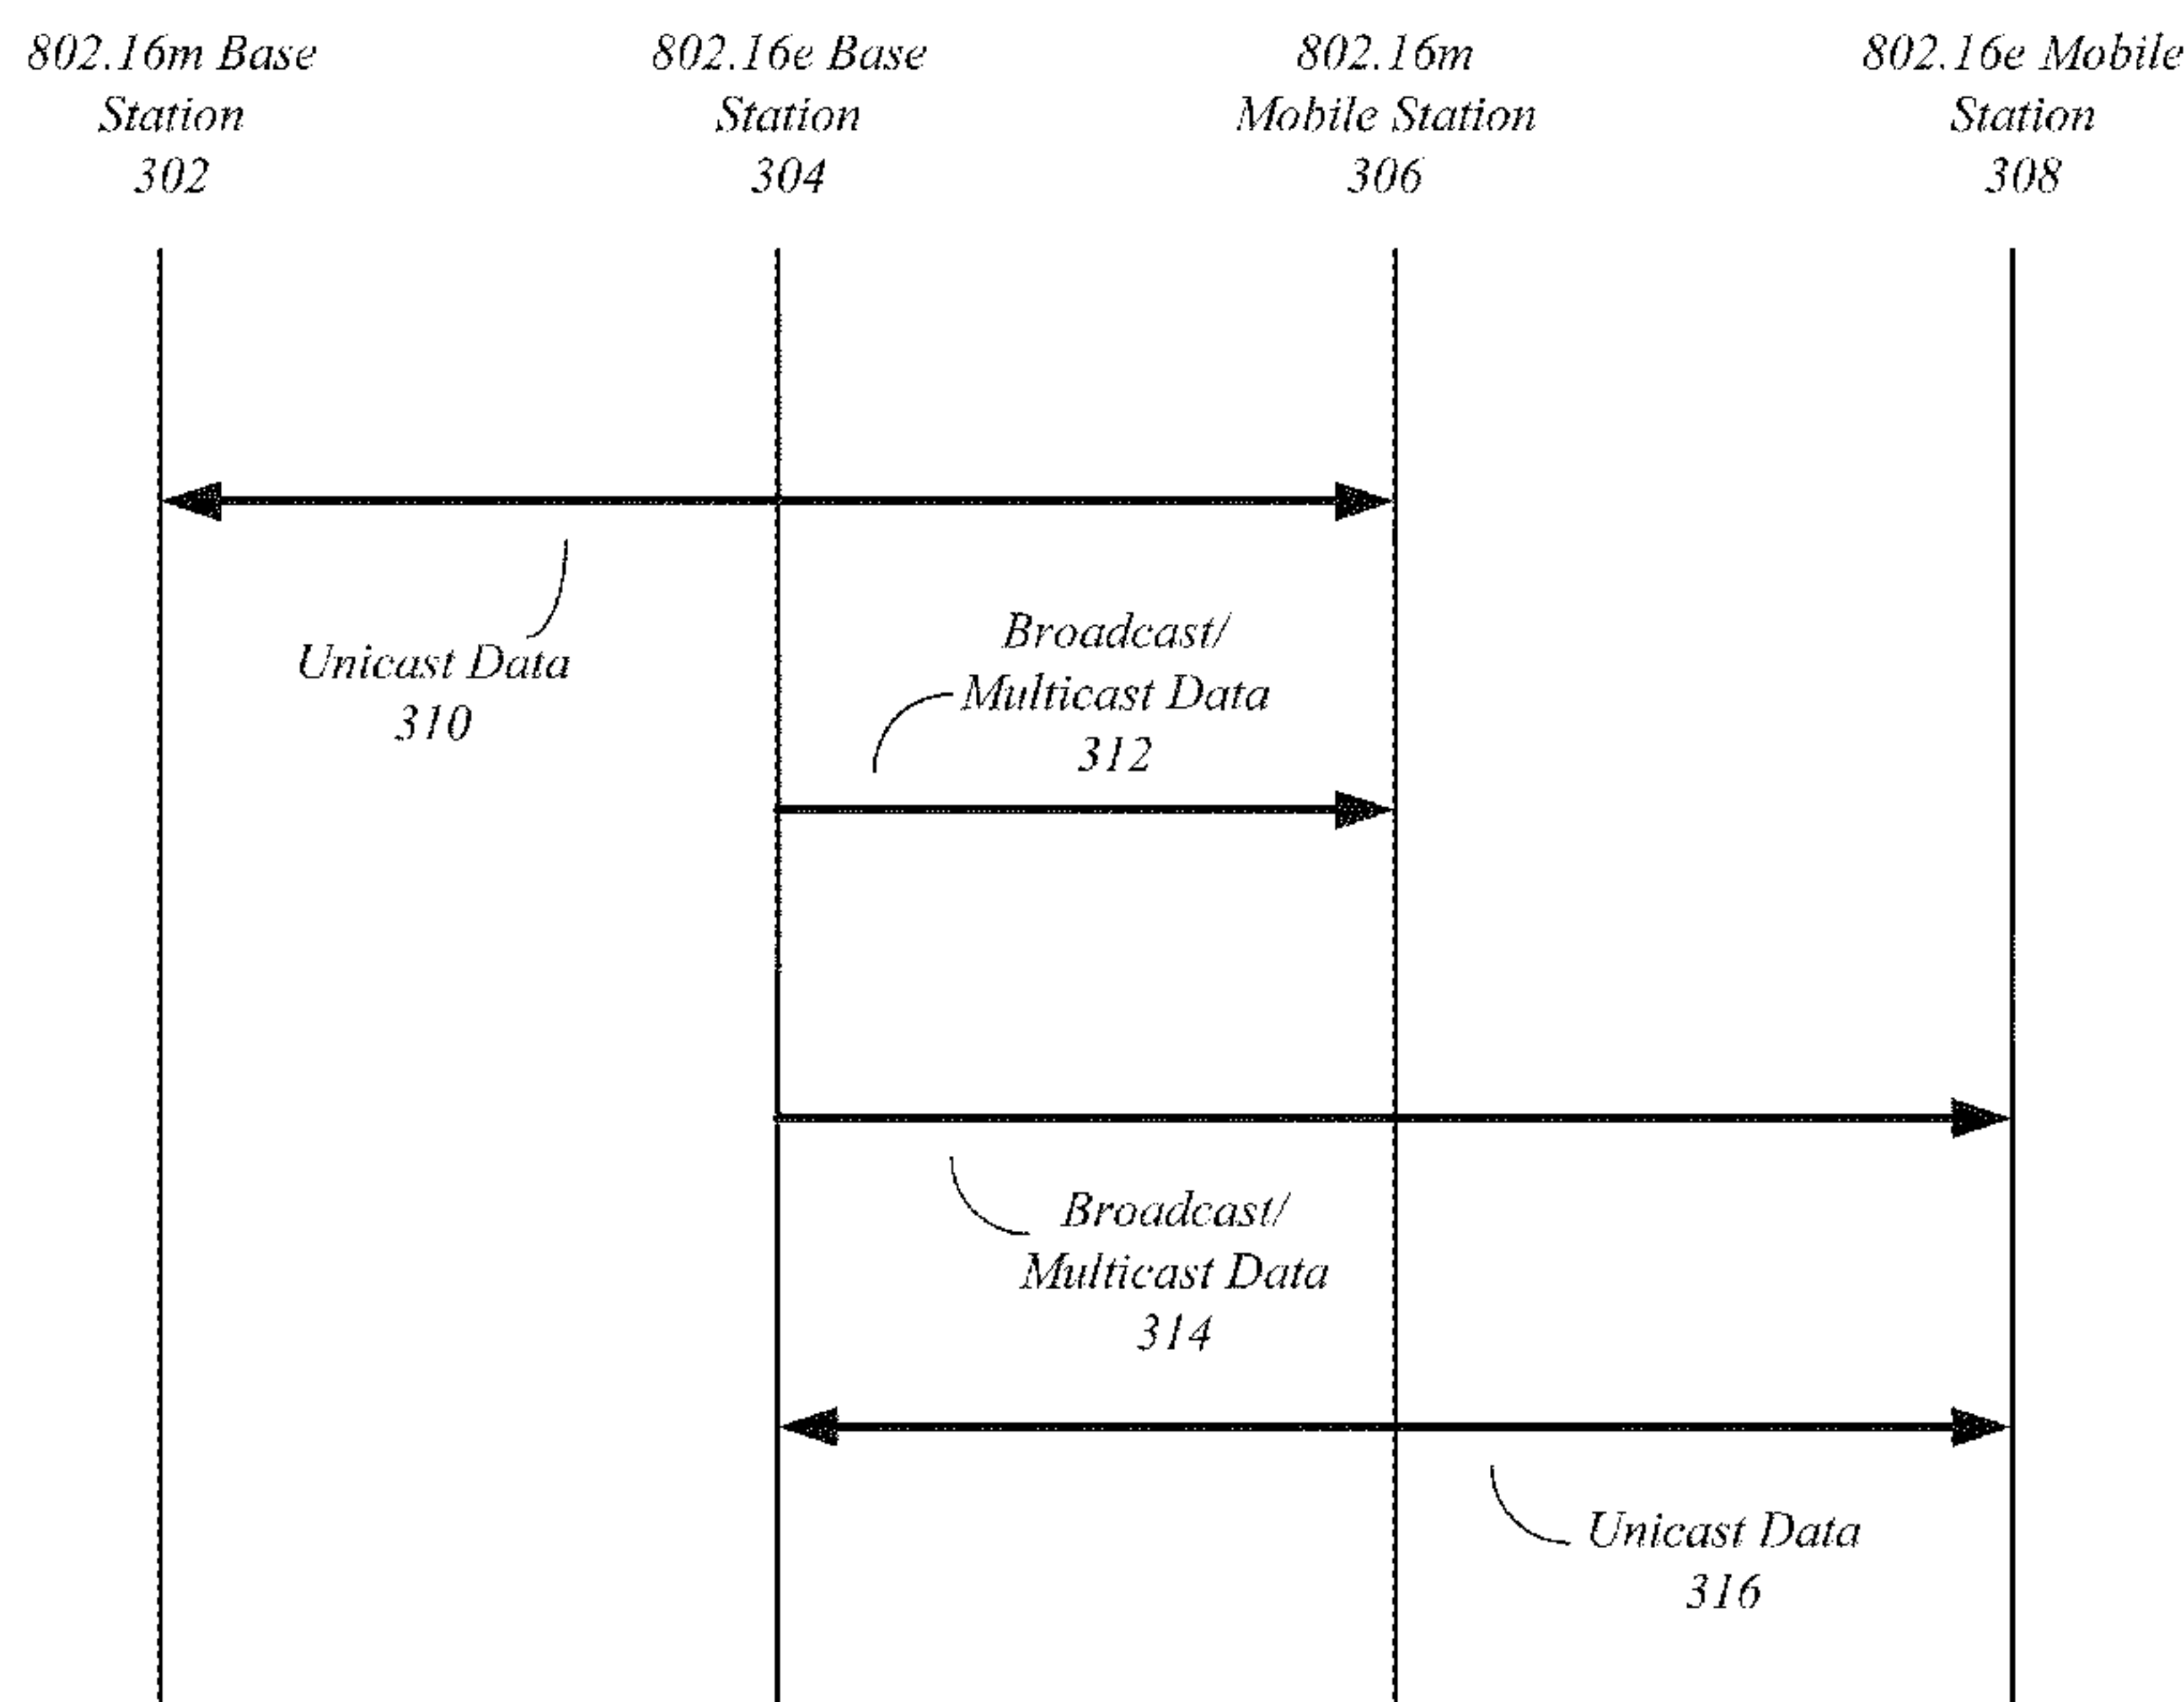 802.16m Base
Station
302
802.16e Base
Station
304
802.16m
Mobile Station
306
802.16e Mobile
Station
308
Unicast Data
310
Broadcast/
Multicast Data
312
Broadcast/
Multicast Data
314
Unicast Data
316